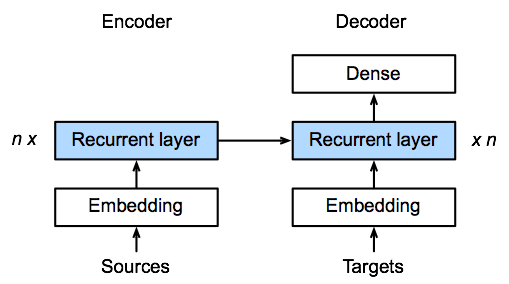 Encoder
Decoder
Dense
n x
Recurrent layer
Recurrent layer
x n
Embedding
Embedding
Sources
Targets